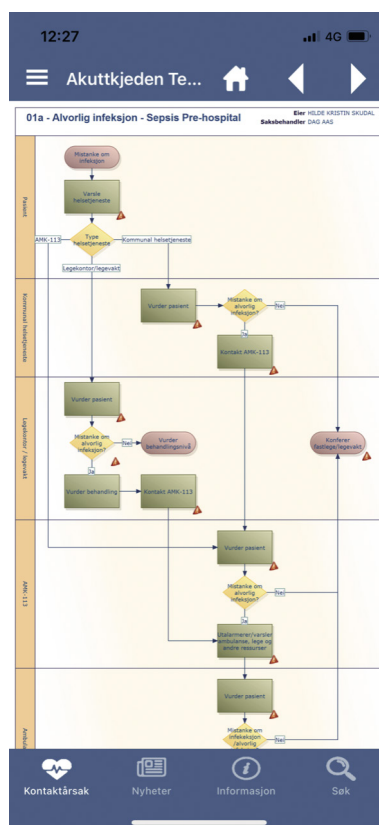 12:27
4G
Akuttkjeden Te...
01a - Alvorlig infeksjon - Sepsis Pre-hospital
Eier HILDE KRISTIN SKUDAL
Saksbehandler DAG AAS
Pasient
Mistanke om
infeksjon
Varsle
helsetjeneste
Type
helsetjeneste
AMK-113
Kommunal helsetjeneste
Legekontor/legevakt
Kommunal helsetjeneste
Vurder pasient
Mistanke om
alvorlig
infeksjon?
Nei
Ja
Kontakt AMK-113
Legekontor / legevakt
Vurder pasient
Mistanke om
alvorlig
infeksjon?
Nei
Vurder
behandlingsnivå
Konferer
fastlege/legevakt
Ja
Vurder behandling
Kontakt AMK-113
AMK-113
Vurder pasient
Mistanke om
alvorlig
infeksjon?
Nei
Ja
Utalarmerer/varsler
ambulanse, lege og
andre ressurser
Vurder pasient
Mistanke om
infekeksjon
/alvorlig
Nei
Kontaktårsak
Nyheter
Informasjon
Søk